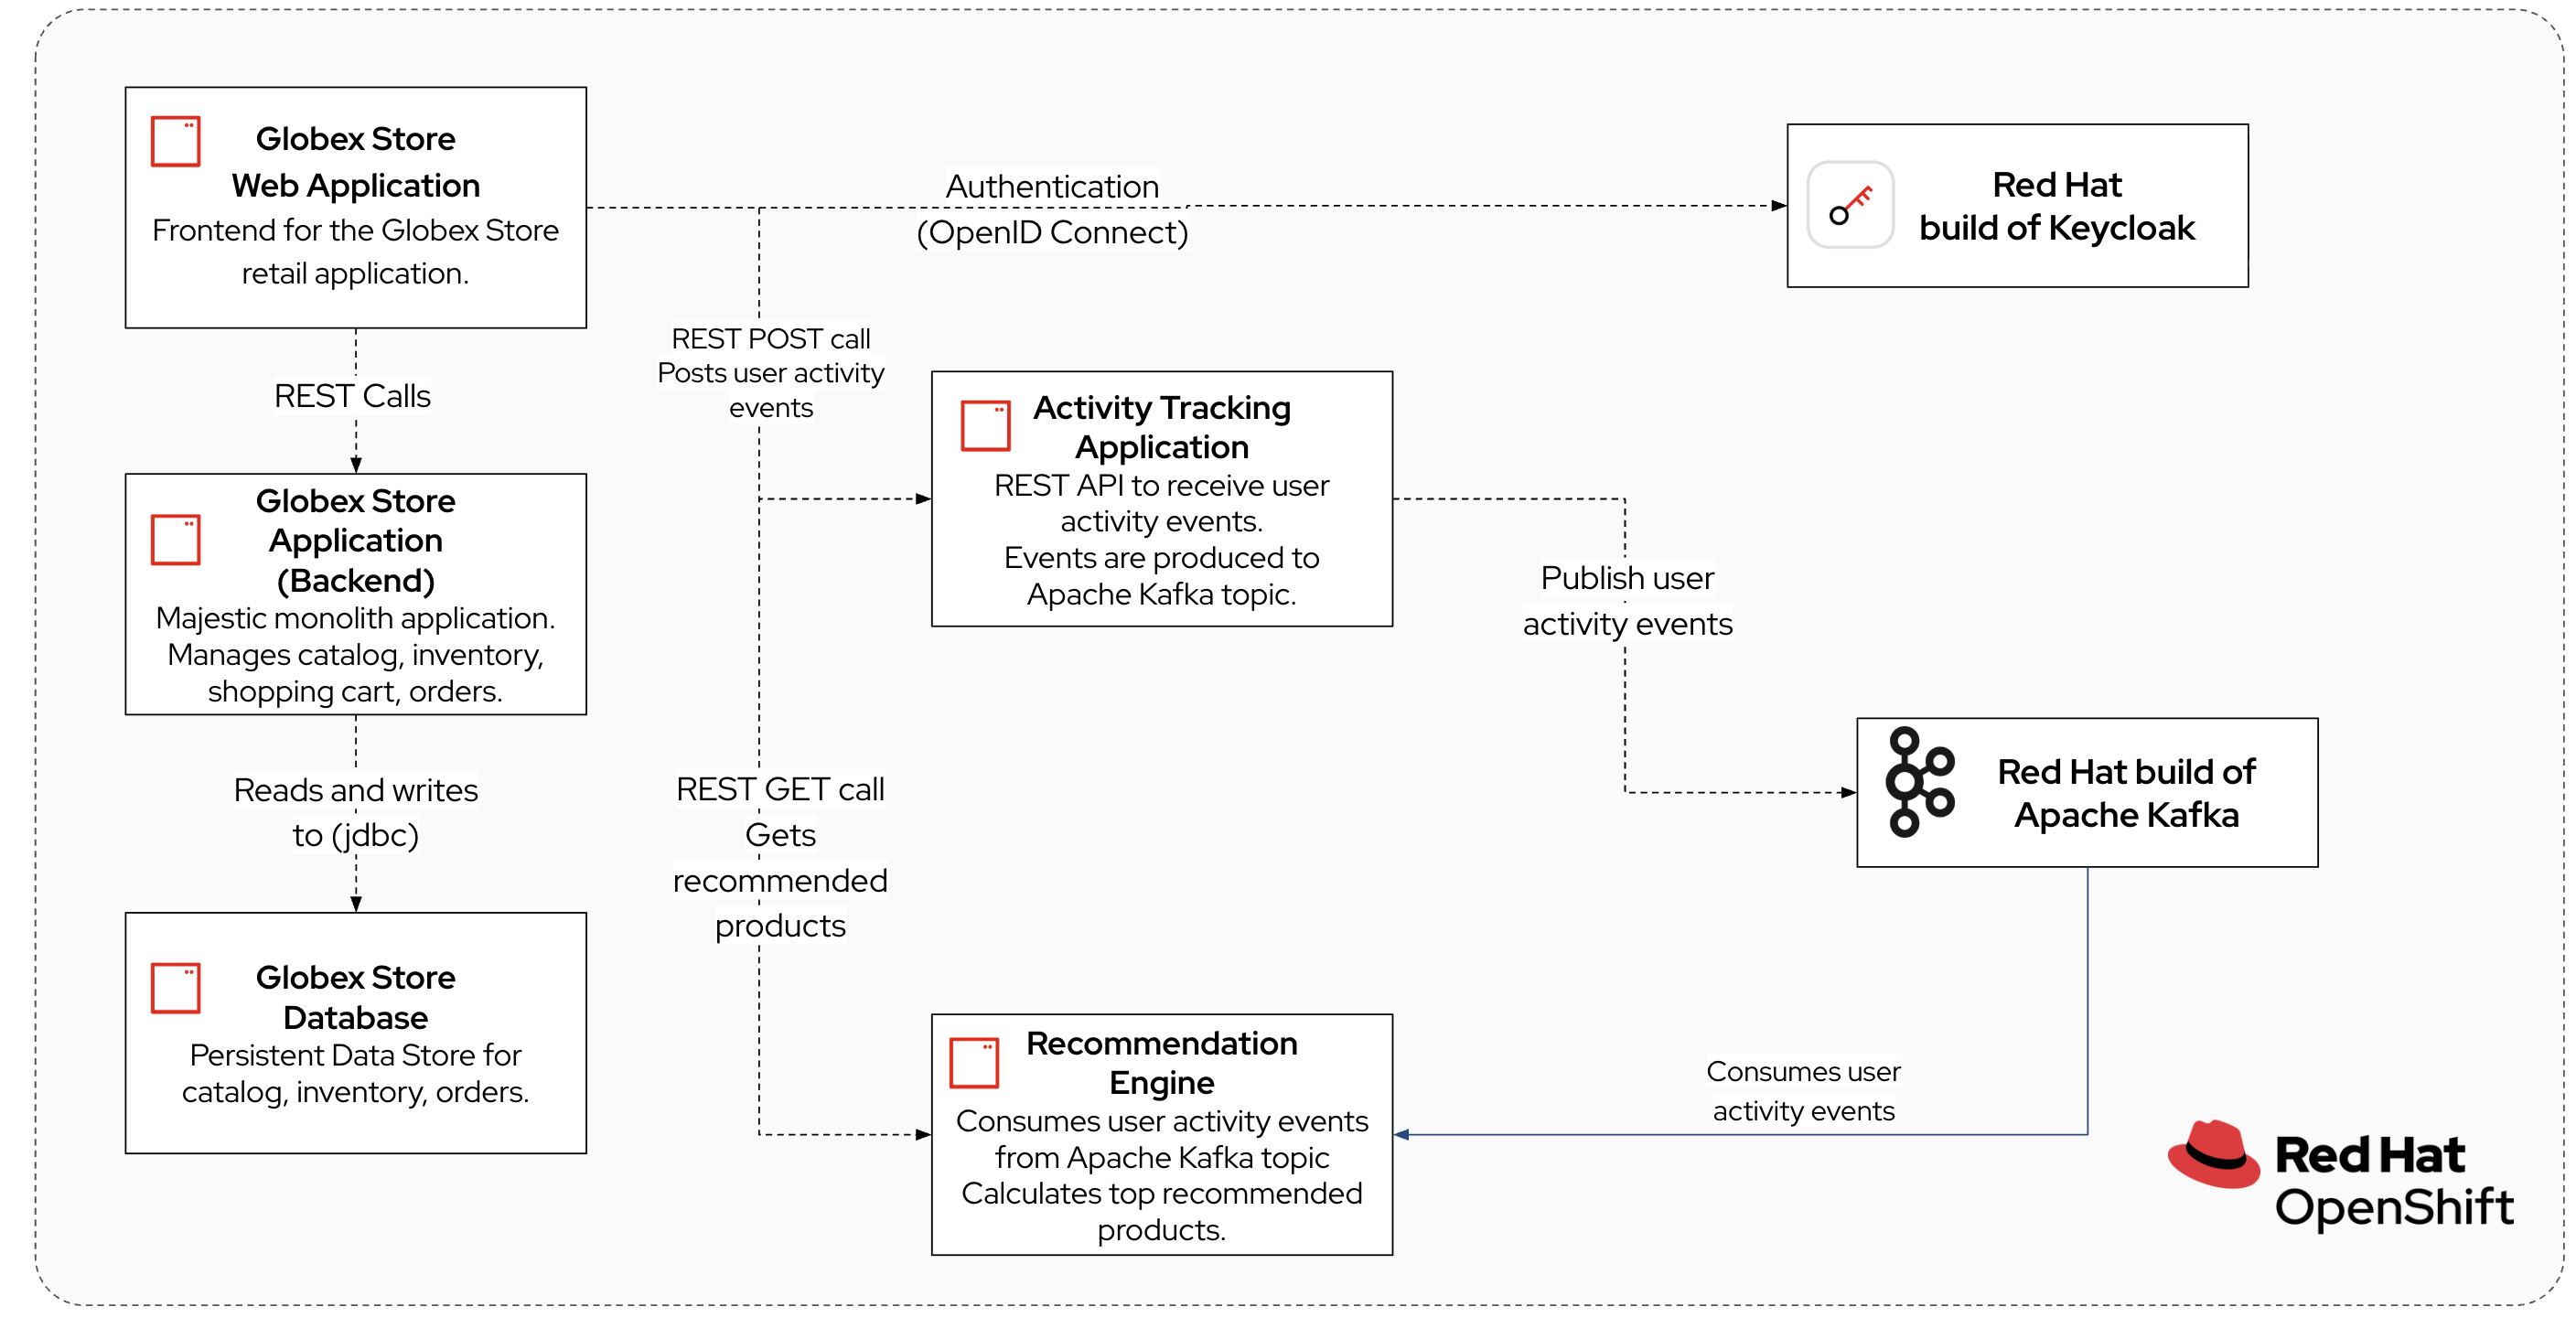 Globex Store
Web Application
Frontend for the Globex Store
retail application.
Authentication
(OpenID Connect)
Red Hat
build of Keycloak
REST Calls
REST POST call
Posts user activity
events
Activity Tracking
Application
REST API to receive user
activity events.
Events are produced to
Apache Kafka topic.
Globex Store
Application
(Backend)
Majestic monolith application.
Manages catalog, inventory,
shopping cart, orders.
Publish user
activity events
Reads and writes
to (jdbc)
REST GET call
Gets
recommended
products
Red Hat build of
Apache Kafka
Globex Store
Database
Persistent Data Store for
catalog, inventory, orders.
Recommendation
Engine
Consumes user activity events
from Apache Kafka topic
Calculates top recommended
products.
Consumes user
activity events
Red Hat
OpenShift